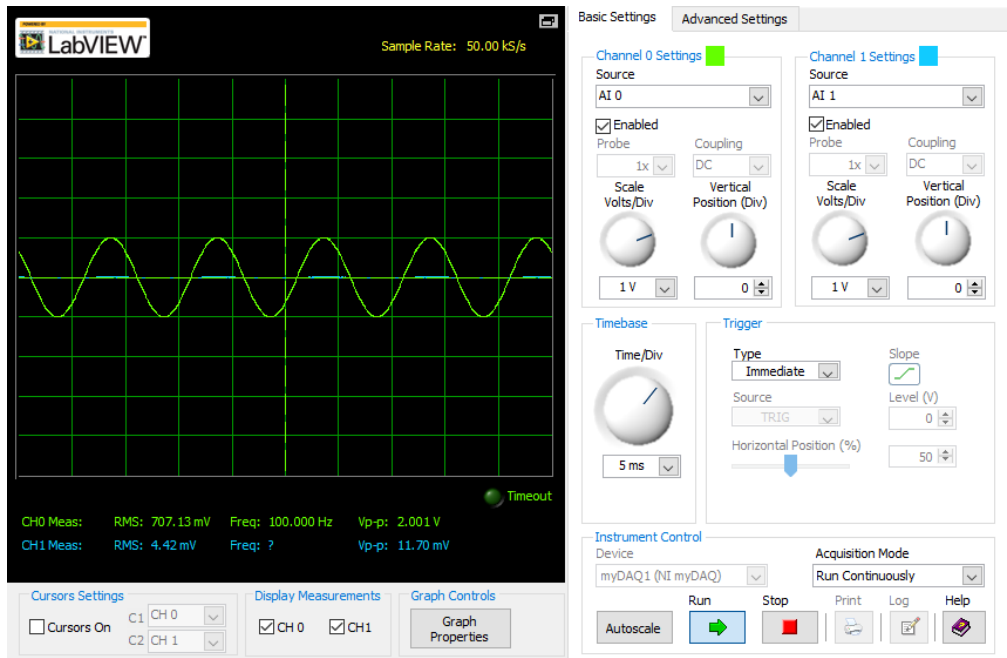 POWERED BY
NATIONAL INSTRUMENTS
LabVIEW
Sample Rate: 50.00 kS/s
Timeout
CH0 Meas: RMS: 707.13 mV Freq: 100.000 Hz Vp-p: 2.001 V
CH1 Meas: RMS: 4.42 mV Freq: ? Vp-p: 11.70 mV
Cursors Settings
Cursors On
C1 CH 0
C2 CH 1
Display Measurements
CH 0 CH1
Graph Controls
Graph
Properties
Basic Settings Advanced Settings
Channel 0 Settings
Source
AI 0
Enabled
Probe Coupling
1x DC
Scale Vertical
Volts/Div Position (Div)
1 V 0
Channel 1 Settings
Source
AI 1
Enabled
Probe Coupling
1x DC
Scale Vertical
Volts/Div Position (Div)
1 V 0
Timebase
Time/Div
5 ms
Trigger
Type Slope
Immediate
Source Level (V)
TRIG 0
Horizontal Position (%)
50
Instrument Control
Device Acquisition Mode
myDAQ1 (NI myDAQ) Run Continuously
Run Stop Print Log Help
Autoscale